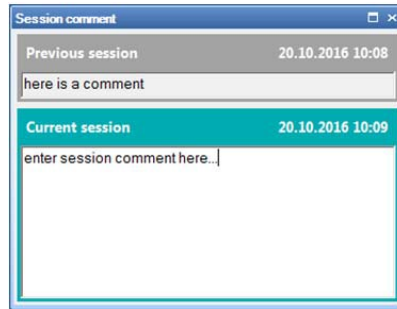 Session comment
Previous session 20.10.2016 10:08
here is a comment
Current session 20.10.2016 10:09
enter session comment here...